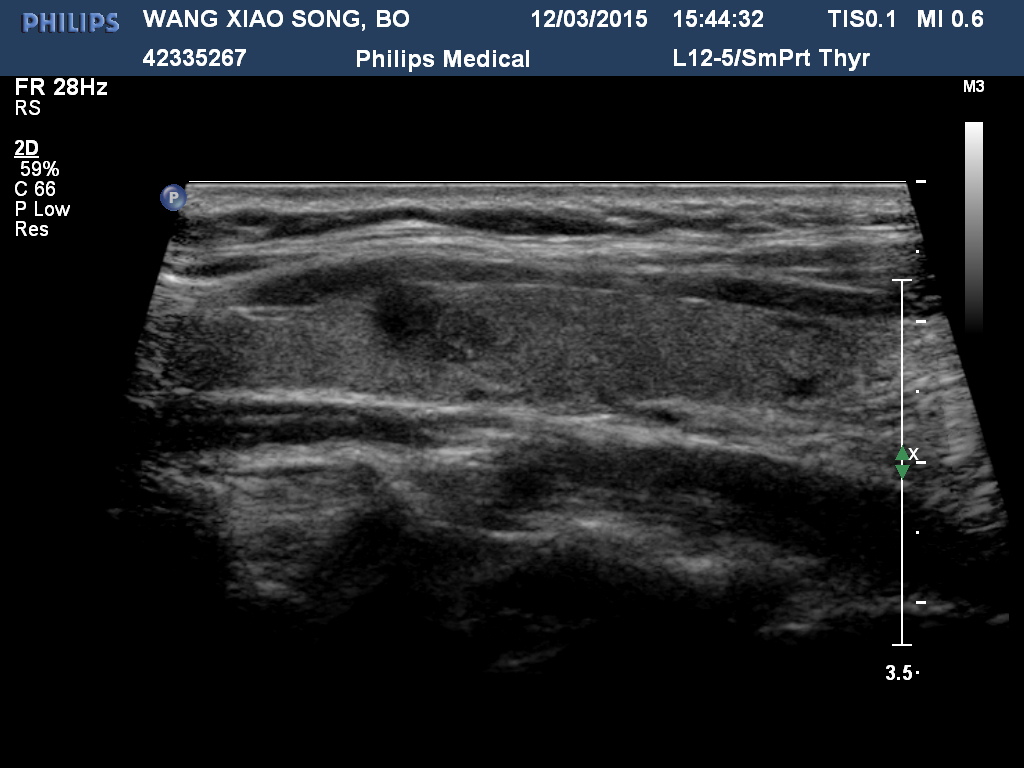 PHILIPS WANG XIAO SONG, BO 12/03/2015 15:44:32 TIS0.1 MI 0.6
42335267 Philips Medical L12-5/SmPrt Thyr
FR 28Hz M3
RS
2D
59%
C 66
P Low
Res
P
X
3.5